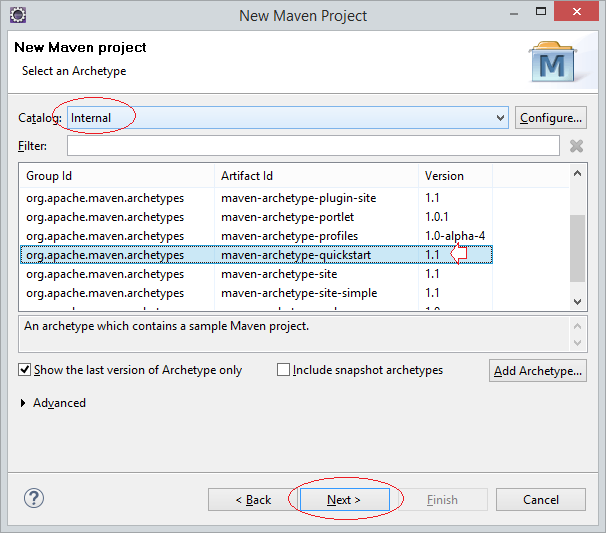 New Maven Project
New Maven project
Select an Archetype
M
Catalog: Internal Configure...
Filter:
Group Id Artifact Id Version
org.apache.maven.archetypes maven-archetype-plugin-site 1.1
org.apache.maven.archetypes maven-archetype-portlet 1.0.1
org.apache.maven.archetypes maven-archetype-profiles 1.0-alpha-4
org.apache.maven.archetypes maven-archetype-quickstart 1.1
org.apache.maven.archetypes maven-archetype-site 1.1
org.apache.maven.archetypes maven-archetype-site-simple 1.1
An archetype which contains a sample Maven project.
Show the last version of Archetype only Include snapshot archetypes Add Archetype...
Advanced
? < Back Next > Finish Cancel